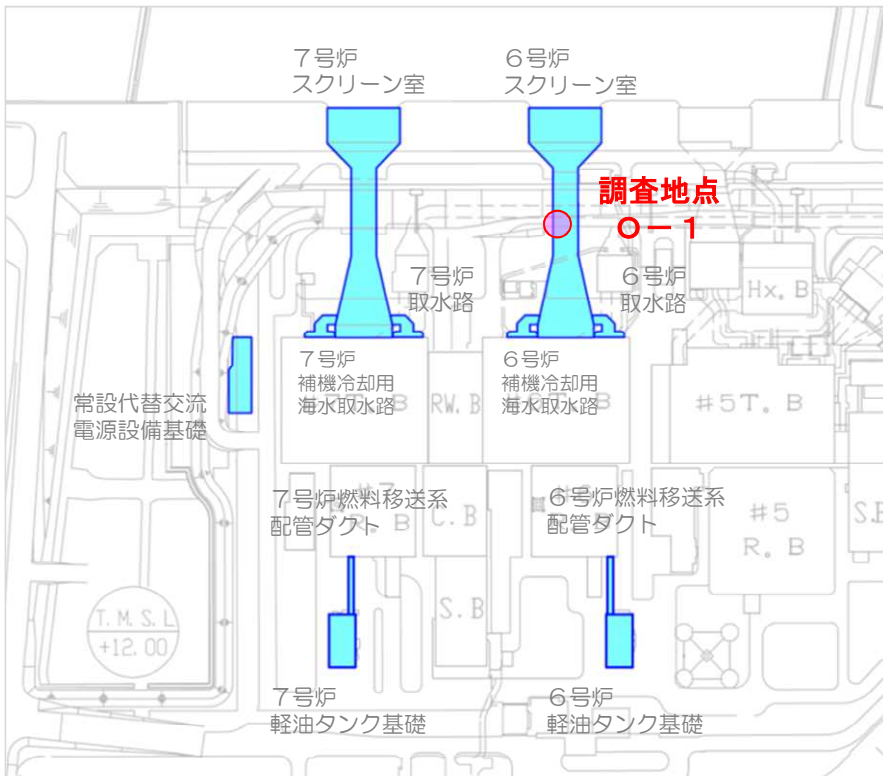 7号炉
スクリーン室
6号炉
スクリーン室
調査地点
O－1
7号炉
取水路
6号炉
取水路
Hx. B
7号炉
補機冷却用
海水取水路
6号炉
補機冷却用
海水取水路
常設代替交流
電源設備基礎
RW. B
#5T. B
7号炉燃料移送系
配管ダクト
6号炉燃料移送系
配管ダクト
C. B
#5
R. B
S.B
R. B
S. B
T. M. S. L
+12. 00
7号炉
軽油タンク基礎
6号炉
軽油タンク基礎